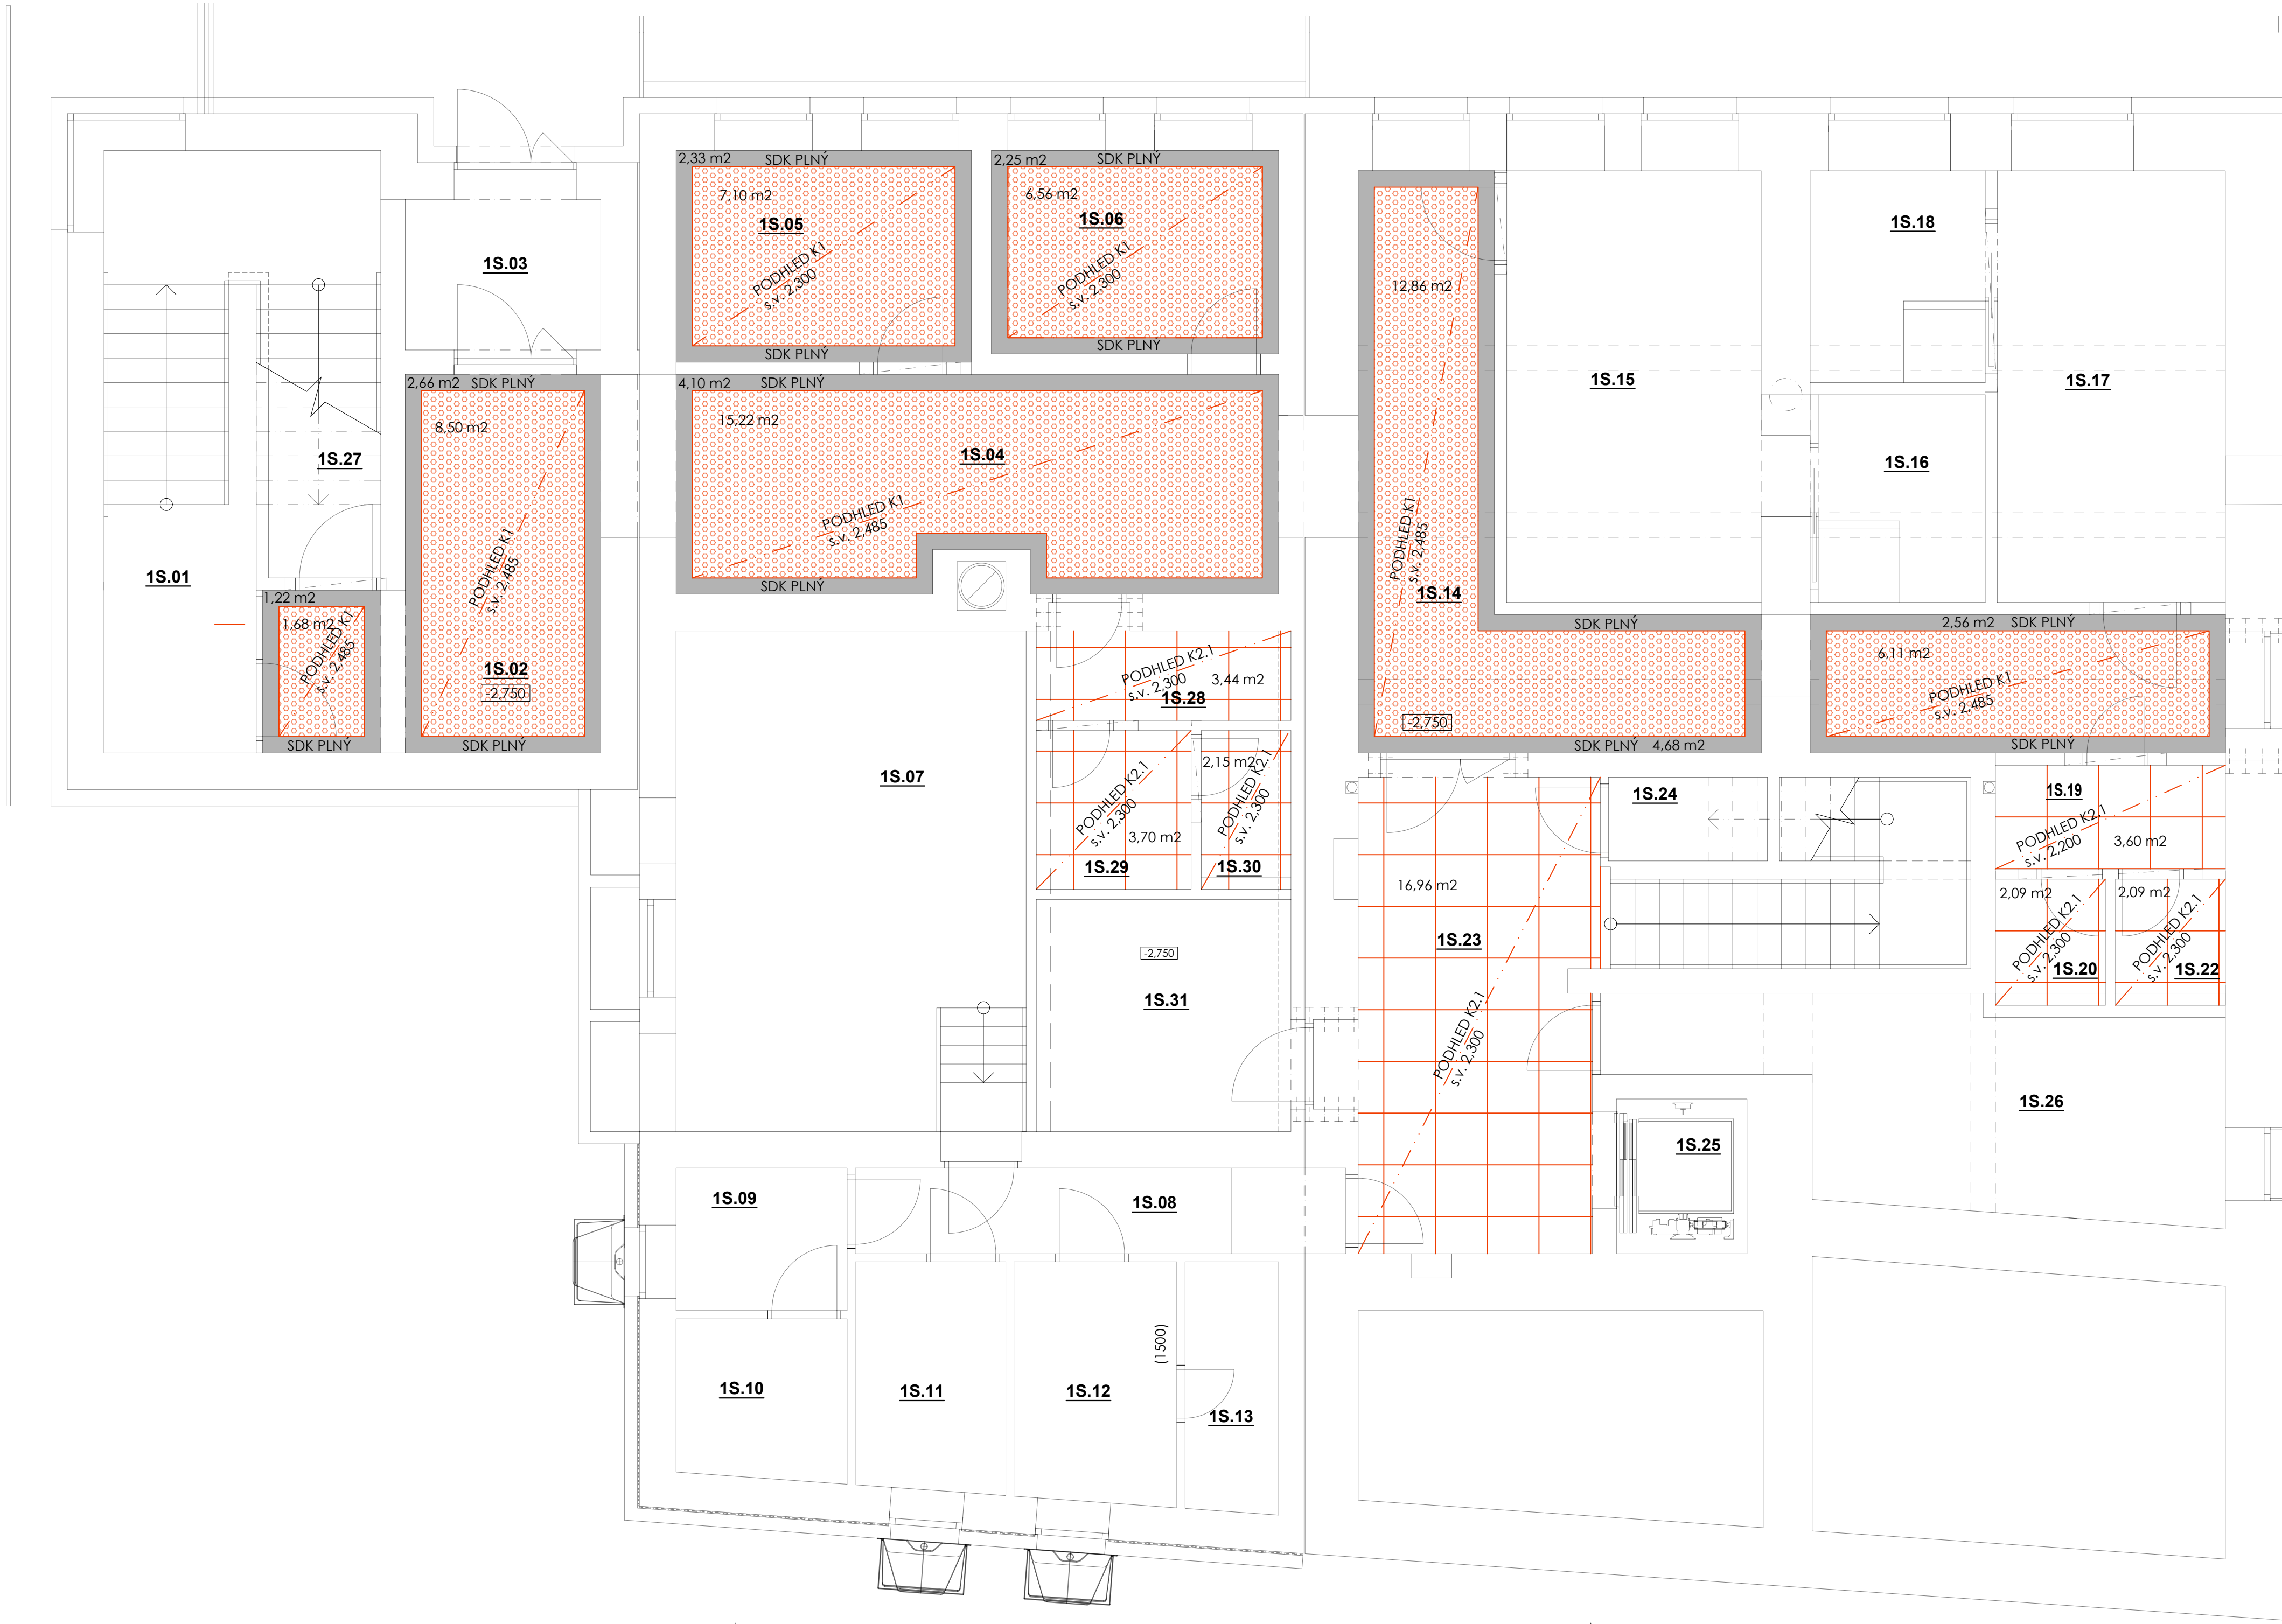 2,33 m2 SDK PLNÝ
7,10 m2
1S.05
PODHLED K1
s.v. 2,300
SDK PLNÝ
2,25 m2 SDK PLNÝ
6,56 m2
1S.06
PODHLED K1
s.v. 2,300
SDK PLNÝ
1S.03
1S.27
1S.01
2,66 m2 SDK PLNÝ
8,50 m2
PODHLED K1
s.v. 2,485
1S.02
-2,750
SDK PLNÝ
1,22 m2
1,68 m2
PODHLED K1
s.v. 2,485
SDK PLNÝ
4,10 m2 SDK PLNÝ
15,22 m2
1S.04
PODHLED K1
s.v. 2,485
SDK PLNÝ
12,86 m2
PODHLED K1
s.v. 2,485
1S.14
-2,750
SDK PLNÝ
SDK PLNÝ 4,68 m2
1S.15
1S.18
1S.16
1S.17
2,56 m2 SDK PLNÝ
6,11 m2
PODHLED K1
s.v. 2,485
SDK PLNÝ
1S.07
PODHLED K2.1
s.v. 2,300
3,44 m2
1S.28
PODHLED K2.1
s.v. 2,300
3,70 m2
1S.29
2,15 m2
PODHLED K2.1
s.v. 2,300
1S.30
-2,750
1S.31
16,96 m2
1S.23
PODHLED K2.1
s.v. 2,300
1S.24
1S.19
PODHLED K2.1
s.v. 2,200
3,60 m2
2,09 m2
PODHLED K2.1
s.v. 2,300
1S.20
2,09 m2
PODHLED K2.1
s.v. 2,300
1S.22
1S.26
1S.25
1S.09
1S.08
1S.10
1S.11
1S.12
(1500)
1S.13